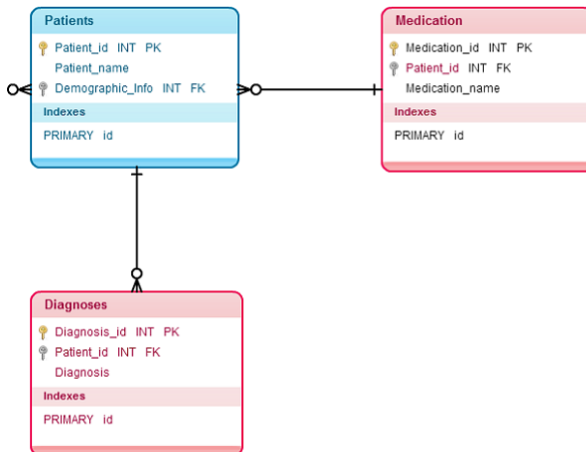 Patients
Patient_id INT PK
Patient_name
Demographic_Info INT FK
Indexes
PRIMARY id
Medication
Medication_id INT PK
Patient_id INT FK
Medication_name
Indexes
PRIMARY id
Diagnoses
Diagnosis_id INT PK
Patient_id INT FK
Diagnosis
Indexes
PRIMARY id